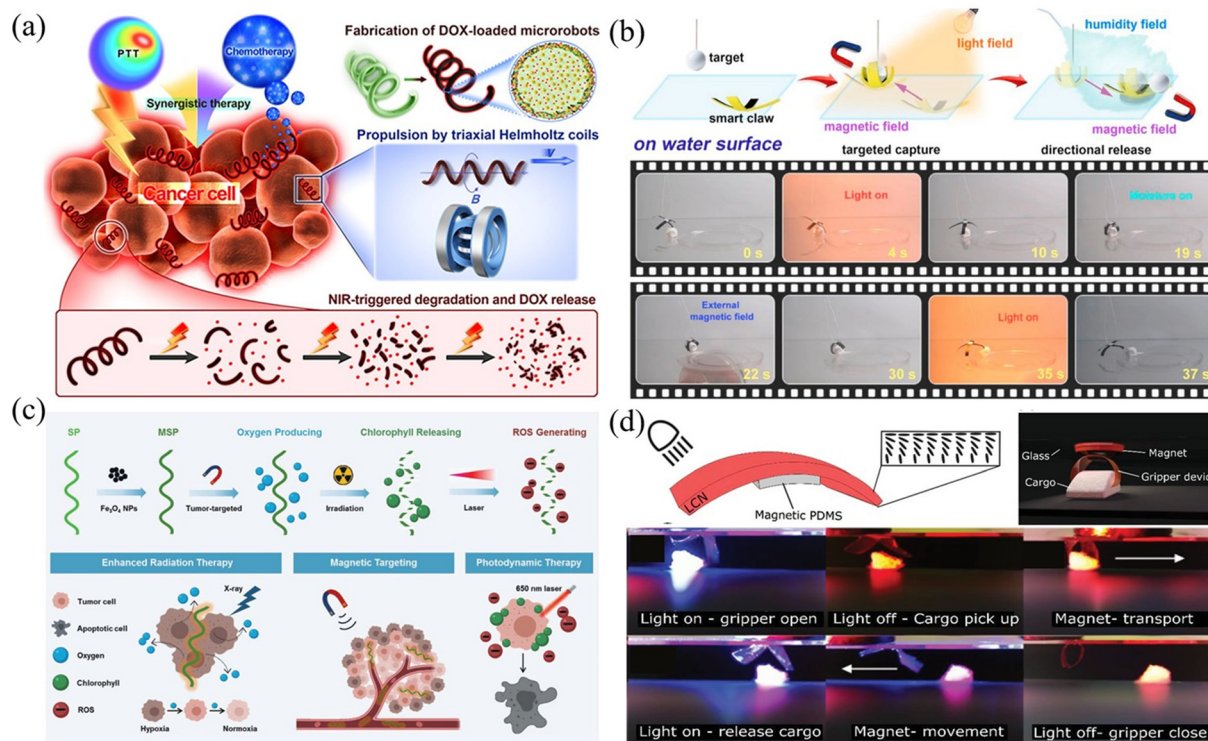 (a)
PTT
Chemotherapy
Synergistic therapy
Cancer cell
Fabrication of DOX-loaded microrobots
Propulsion by triaxial Helmholtz coils
V
B
NIR-triggered degradation and DOX release
(b)
target
smart claw
light field
magnetic field
humidity field
magnetic field
on water surface
targeted capture
directional release
0 s
Light on
4 s
10 s
Moisture on
19 s
External
magnetic field
22 s
30 s
Light on
35 s
37 s
(c)
SP
MSP
Oxygen Producing
Chlorophyll Releasing
ROS Generating
Fe₃O₄ NPs
Tumor-targeted
Irradiation
Laser
Enhanced Radiation Therapy
Magnetic Targeting
Photodynamic Therapy
Tumor cell
Apoptotic cell
Oxygen
Chlorophyll
ROS
X-ray
Hypoxia
Normoxia
650 nm laser
(d)
LCN
Magnetic PDMS
Glass
Magnet
Cargo
Gripper devic
Light on - gripper open
Light off - Cargo pick up
Magnet- transport
Light on - release cargo
Magnet- movement
Light off- gripper close